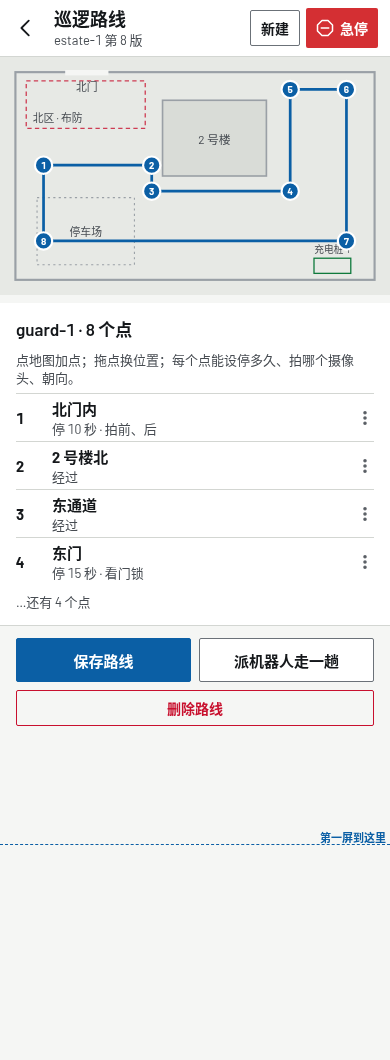 巡逻路线
estate-1 第 8 版
新建
急停
北门
北区 · 布防
2 号楼
停车场
充电桩 1
1
2
3
4
5
6
7
8
guard-1 · 8 个点
点地图加点；拖点换位置；每个点能设停多久、拍哪个摄像
头、朝向。
1
北门内
停 10 秒 · 拍前、后
2
2 号楼北
经过
3
东通道
经过
4
东门
停 15 秒 · 看门锁
…还有 4 个点
保存路线
派机器人走一趟
删除路线
第一屏到这里